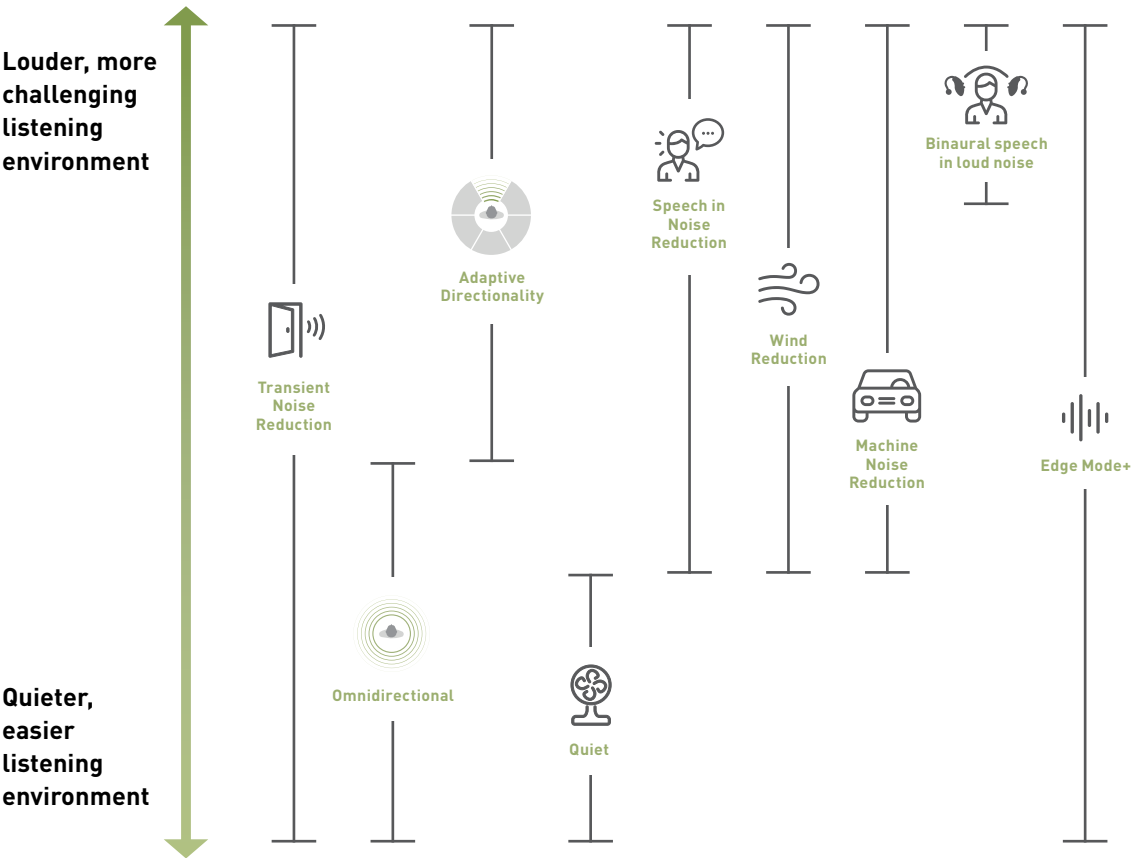 Louder, more
challenging
listening
environment
Binaural speech
in loud noise
Speech in
Noise
Reduction
Adaptive
Directionality
Wind
Reduction
Transient
Noise
Reduction
Machine
Noise
Reduction
Edge Mode+
Omnidirectional
Quiet
Quieter,
easier
listening
environment